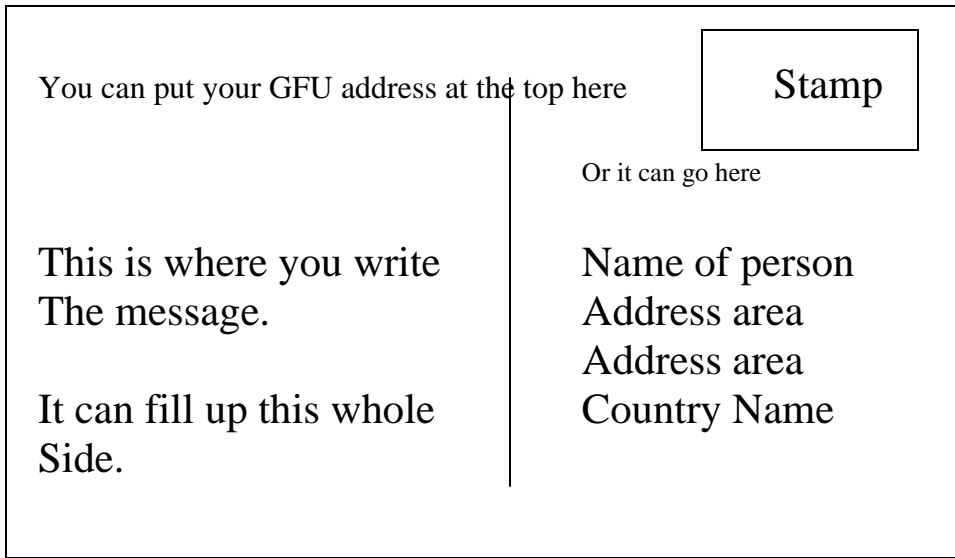 You can put your GFU address at the top here
Stamp
Or it can go here
This is where you write
The message.
It can fill up this whole
Side.
Name of person
Address area
Address area
Country Name